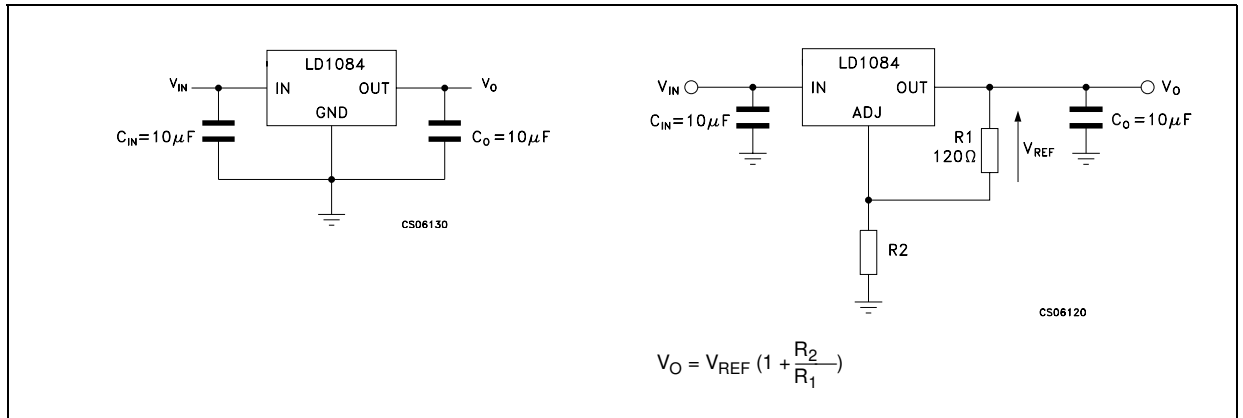 LD1084
V_IN IN OUT V_O
GND
C_IN=10μF C_O=10μF
CS06130
LD1084
V_IN IN OUT V_O
ADJ
C_IN=10μF R1 120Ω V_REF C_O=10μF
R2
CS06120
V_O = V_REF (1 + R_2/R_1)